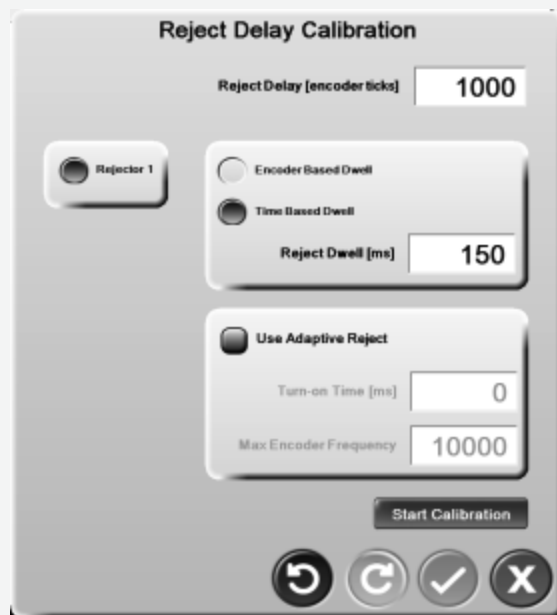 Reject Delay Calibration
Reject Delay [encoder ticks] 1000
Rejector 1
Encoder Based Dwell
Time Based Dwell
Reject Dwell [ms] 150
Use Adaptive Reject
Turn-on Time [ms] 0
Max Encoder Frequency 10000
Start Calibration